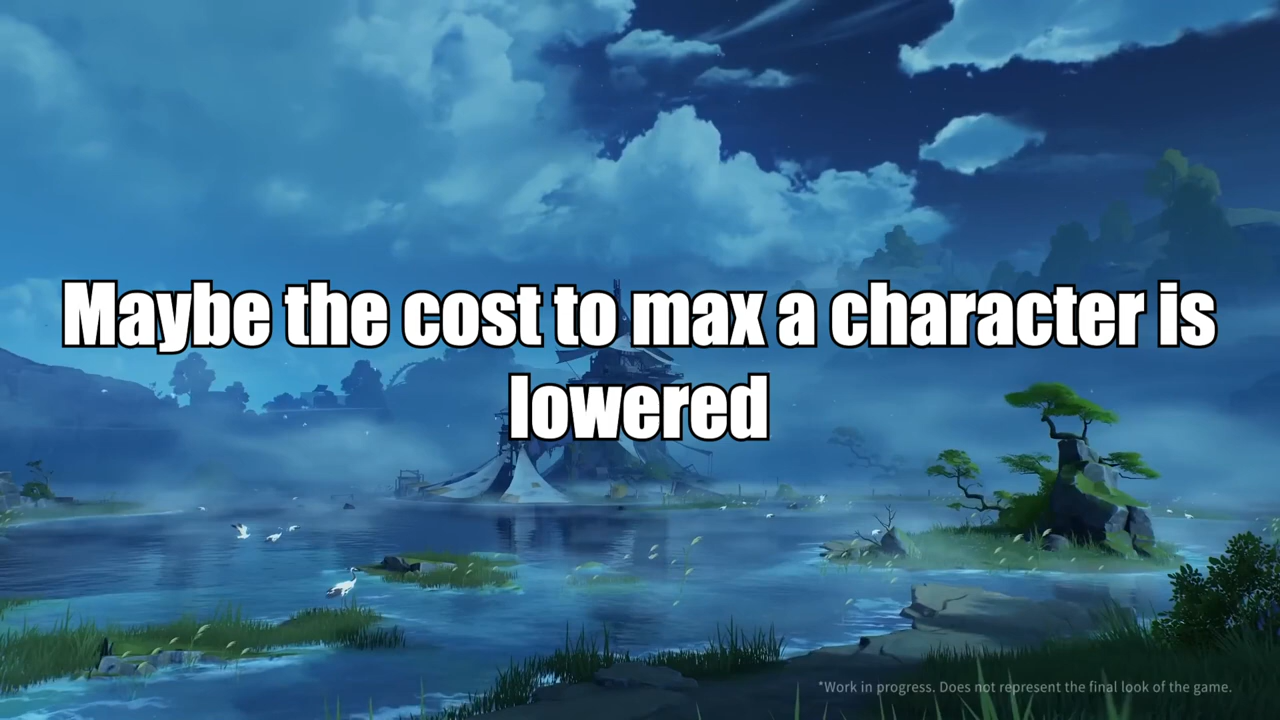 Maybe the cost to max a character is
lowered
*Work in progress. Does not represent the final look of the game.